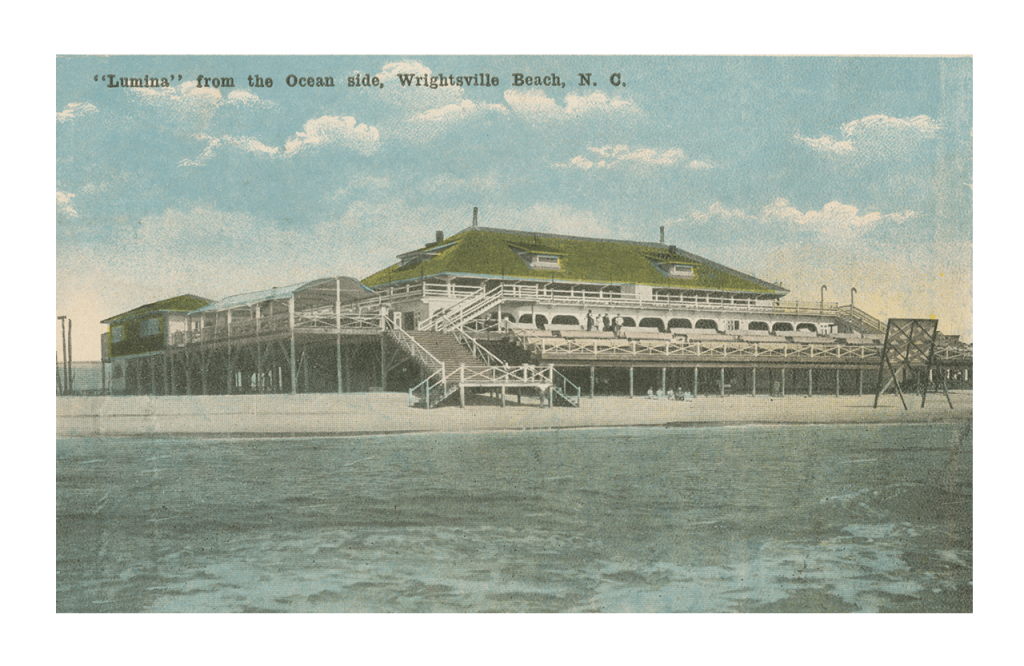 “Lumina” from the Ocean side, Wrightsville Beach, N. C.